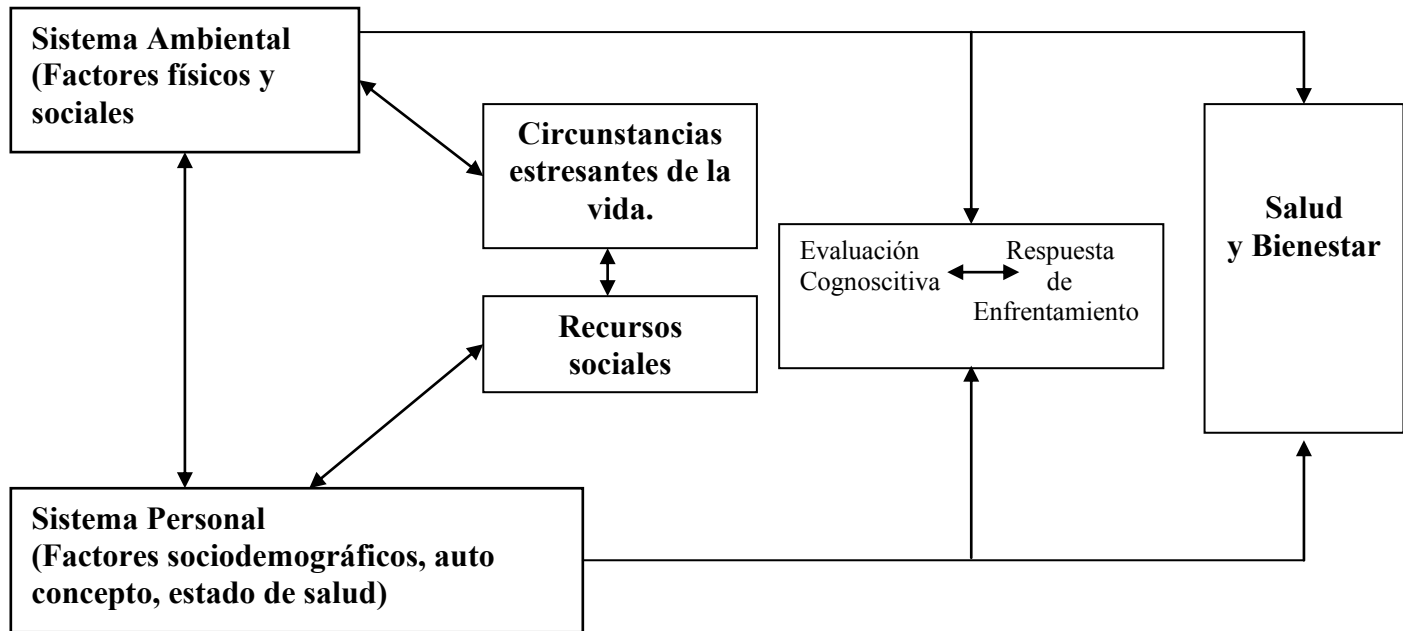 Sistema Ambiental
(Factores físicos y
sociales
Circunstancias
estresantes de la
vida.
Recursos
sociales
Evaluación
Cognoscitiva
Respuesta
de
Enfrentamiento
Salud
y Bienestar
Sistema Personal
(Factores sociodemográficos, auto
concepto, estado de salud)